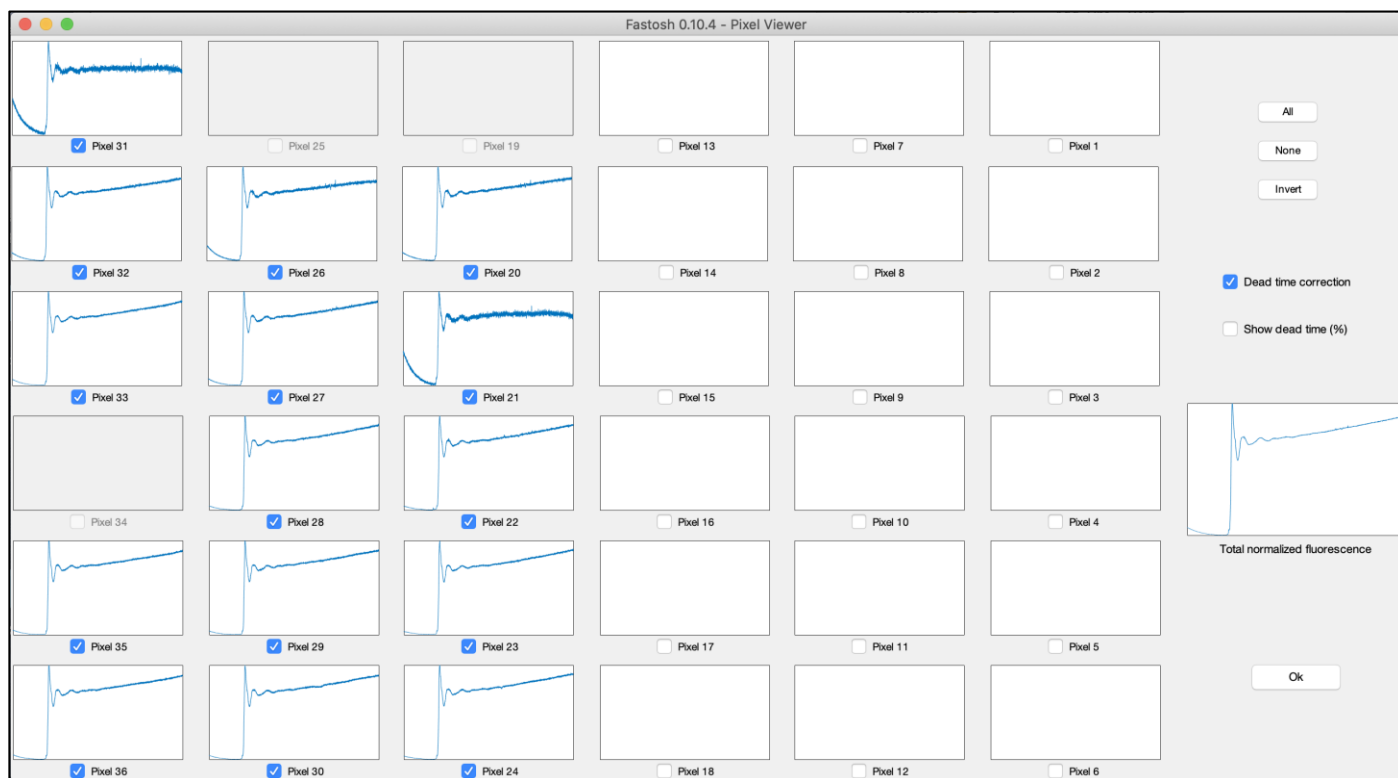 Fastosh 0.10.4 - Pixel Viewer
Pixel 31
Pixel 25
Pixel 19
Pixel 13
Pixel 7
Pixel 1
Pixel 32
Pixel 26
Pixel 20
Pixel 14
Pixel 8
Pixel 2
Pixel 33
Pixel 27
Pixel 21
Pixel 15
Pixel 9
Pixel 3
Pixel 34
Pixel 28
Pixel 22
Pixel 16
Pixel 10
Pixel 4
Pixel 35
Pixel 29
Pixel 23
Pixel 17
Pixel 11
Pixel 5
Pixel 36
Pixel 30
Pixel 24
Pixel 18
Pixel 12
Pixel 6
All
None
Invert
Dead time correction
Show dead time (%)
Total normalized fluorescence
Ok